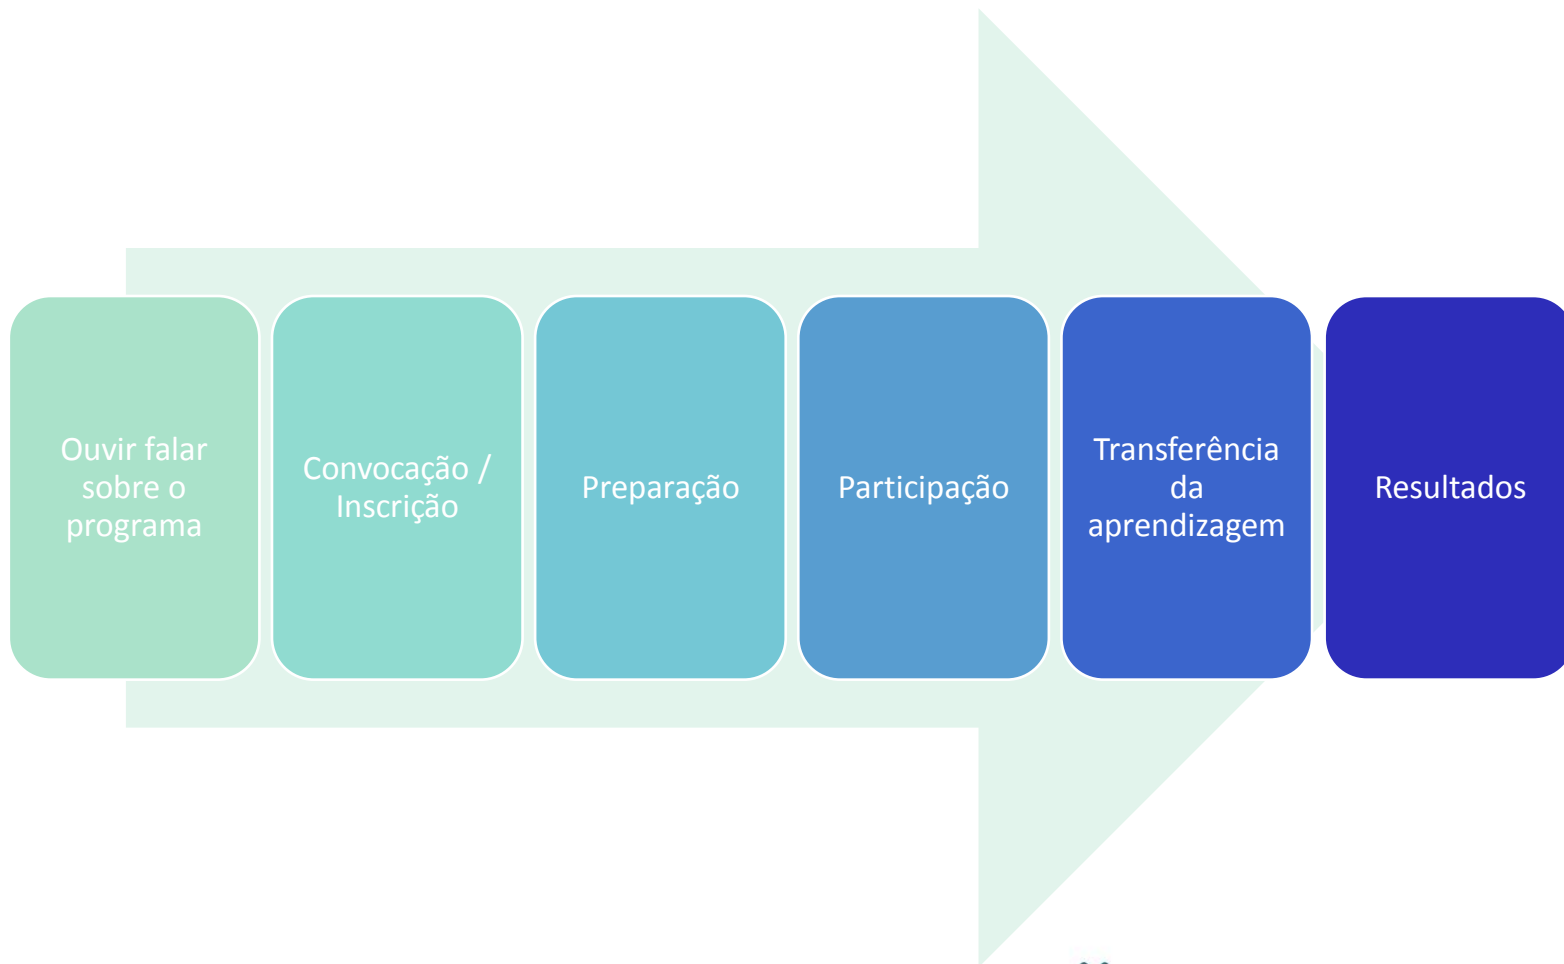 Ouvir falar
sobre o
programa
Convocação /
Inscrição
Preparação
Participação
Transferência
da
aprendizagem
Resultados